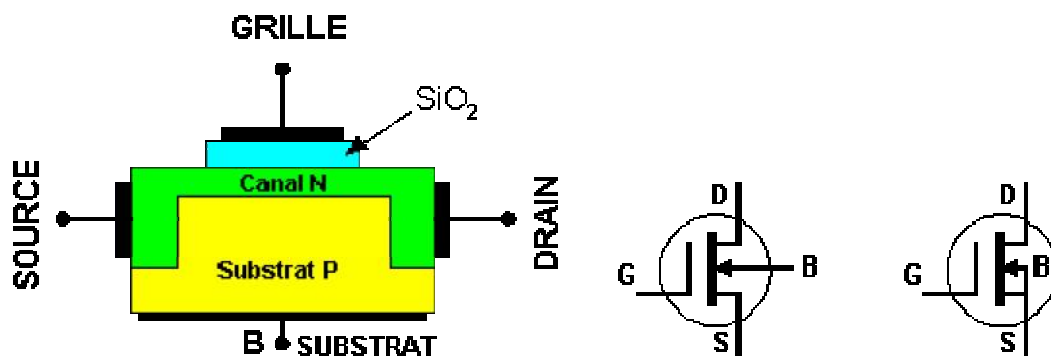 GRILLE
SiO2
SOURCE
Canal N
DRAIN
Substrat P
B SUBSTRAT
D
G
B
S
D
G
B
S